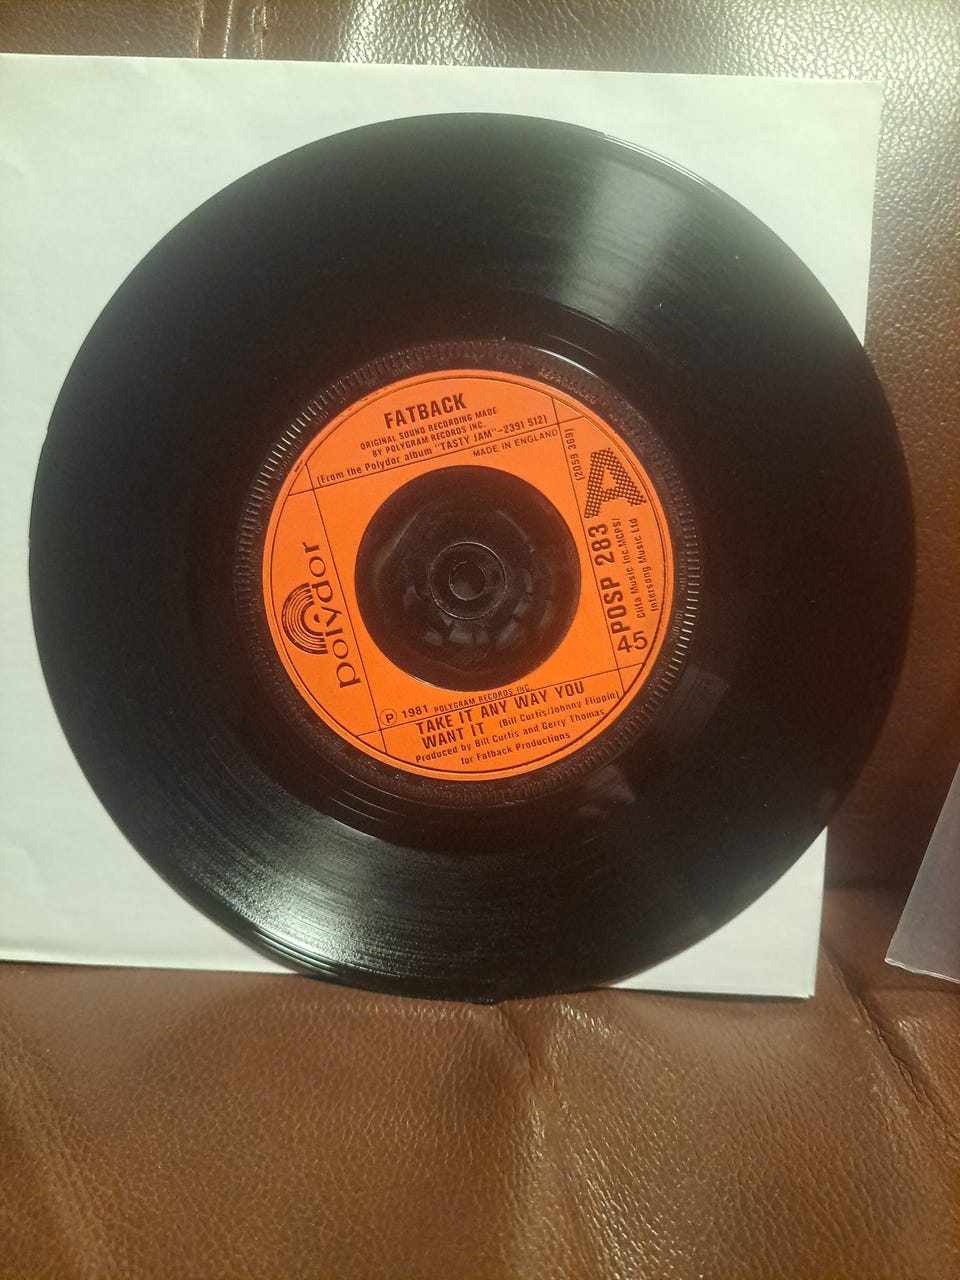 REPRODUCED
FATBACK
ORIGINAL SOUND RECORDING MADE
BY POLYGRAM RECORDS INC.
(From the Polydor album "TASTY JAM"-2391 512)
MADE IN ENGLAND
(2059 369)
A
POSP 283
Clita Music Inc.MCPS/
Intersong Music Ltd
45
polydor
℗ 1981 POLYGRAM RECORDS INC.
TAKE IT ANY WAY YOU
WANT IT (Bill Curtis/Johnny Flippin)
Produced by Bill Curtis and Gerry Thomas
for Fatback Productions